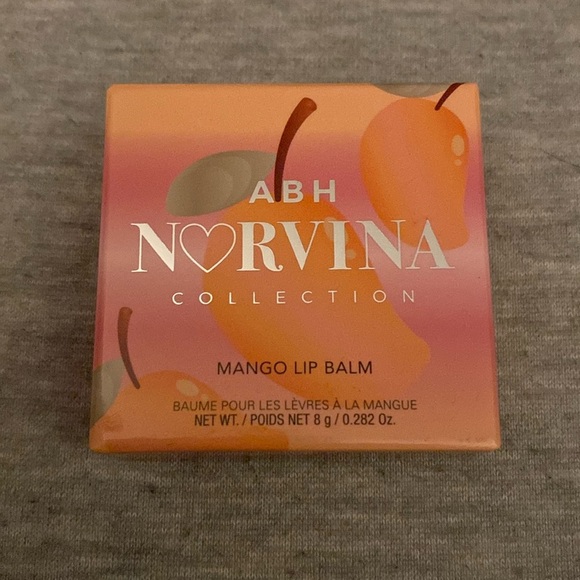 ABH
N♡RVINA
COLLECTION
MANGO LIP BALM
BAUME POUR LES LÈVRES À LA MANGUE
NET WT. / POIDS NET 8 g / 0.282 Oz.